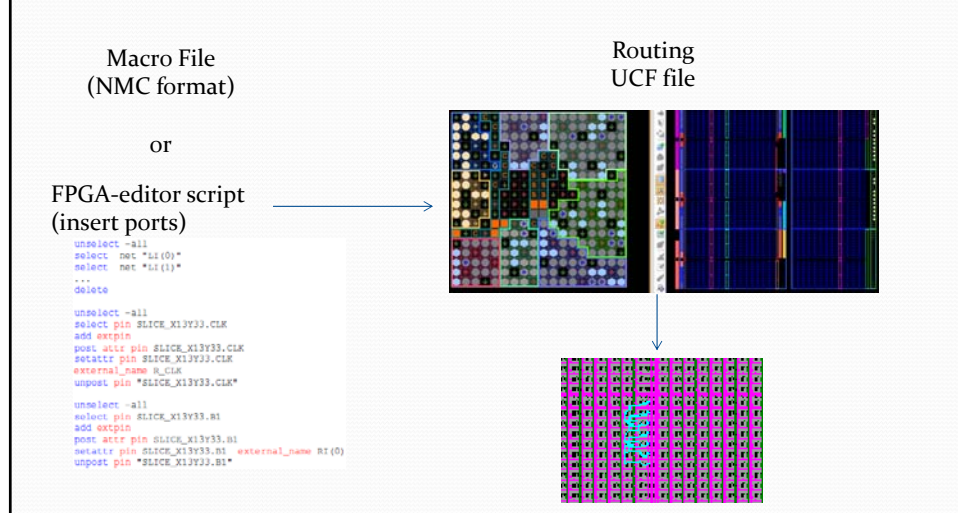 Macro File
(NMC format)
or
FPGA-editor script
(insert ports)
unselect -all
select net "LI(0)"
select net "LI(1)"
...
delete
unselect -all
select pin SLICE_X13Y33.CLK
add extpin
post attr pin SLICE_X13Y33.CLK
setattr pin SLICE_X13Y33.CLK
external_name R_CLK
unpost pin "SLICE_X13Y33.CLK"
unselect -all
select pin SLICE_X13Y33.B1
add extpin
post attr pin SLICE_X13Y33.B1
setattr pin SLICE_X13Y33.B1 external_name RI(0)
unpost pin "SLICE_X13Y33.B1"
Routing
UCF file